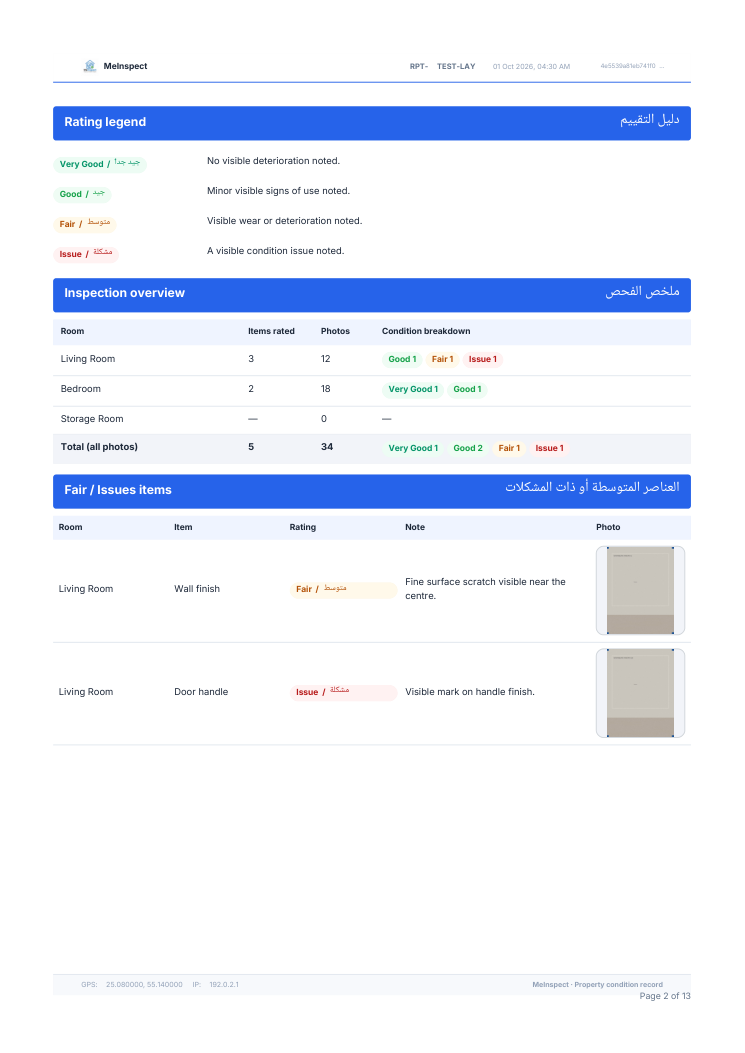 MeInspect RPT- TEST-LAY 01 Oct 2026, 04:30 AM 4e5539a81eb741f0 ...
Rating legend دليل التقييم
Very Good / جيد جداً No visible deterioration noted.
Good / جيد Minor visible signs of use noted.
Fair / متوسط Visible wear or deterioration noted.
Issue / مشكلة A visible condition issue noted.
Inspection overview ملخص الفحص
Room Items rated Photos Condition breakdown
Living Room 3 12 Good 1 Fair 1 Issue 1
Bedroom 2 18 Very Good 1 Good 1
Storage Room — 0 —
Total (all photos) 5 34 Very Good 1 Good 2 Fair 1 Issue 1
Fair / Issues items العناصر المتوسطة أو ذات المشكلات
Room Item Rating Note Photo
Living Room Wall finish Fair / متوسط Fine surface scratch visible near the
centre.
Living Room Door handle Issue / مشكلة Visible mark on handle finish.
GPS: 25.080000, 55.140000 IP: 192.0.2.1 MeInspect · Property condition record
Page 2 of 13